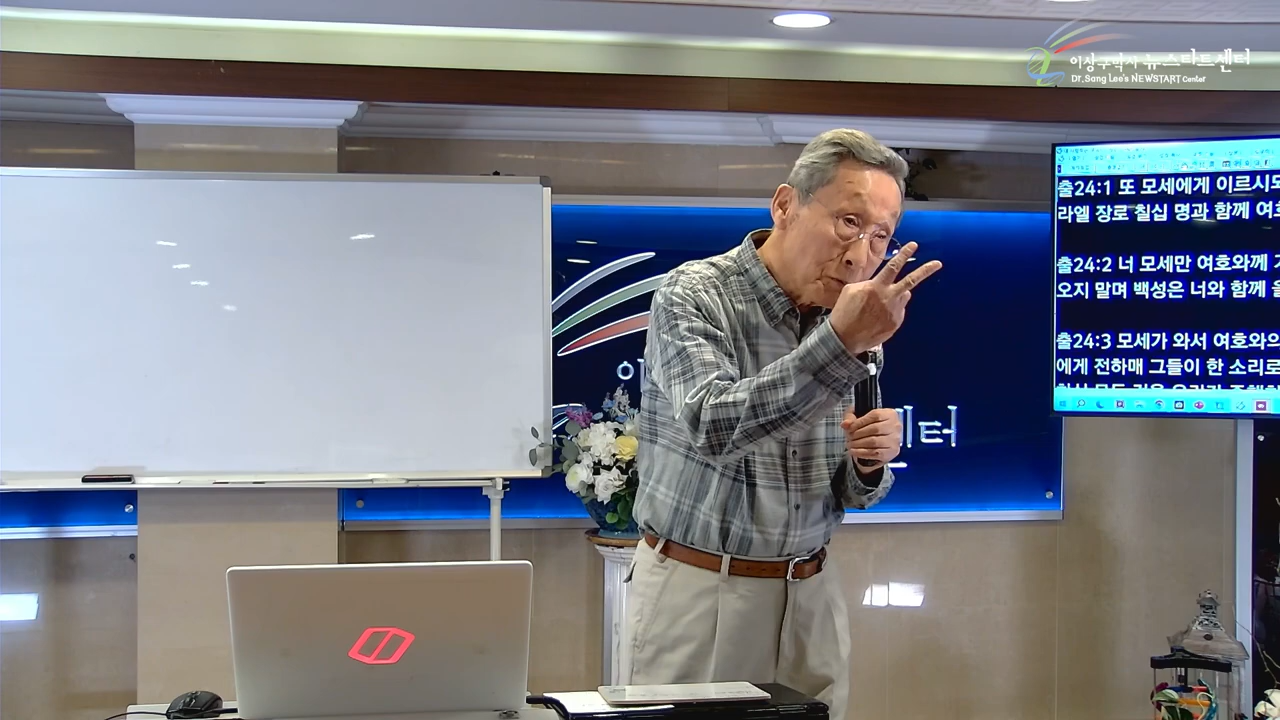 이상구박사 뉴스타트센터
Dr. Sang Lee's NEWSTART Center
출24:1 또 모세에게 이르시되
라엘 장로 칠십 명과 함께 여호
출24:2 너 모세만 여호와께
오지 말며 백성은 너와 함께 올
출24:3 모세가 와서 여호와의
에게 전하매 그들이 한 소리로
이
센터